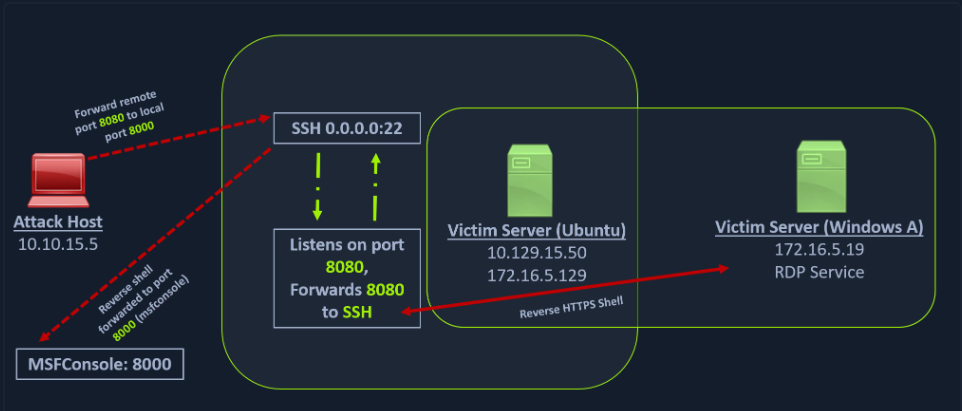 Forward remote
port 8080 to local
port 8000
SSH 0.0.0.0:22
Attack Host
10.10.15.5
Listens on port
8080,
Forwards 8080
to SSH
Victim Server (Ubuntu)
10.129.15.50
172.16.5.129
Victim Server (Windows A)
172.16.5.19
RDP Service
Reverse HTTPS Shell
Reverse shell
forwarded to port
8000 (msfconsole)
MSFConsole: 8000